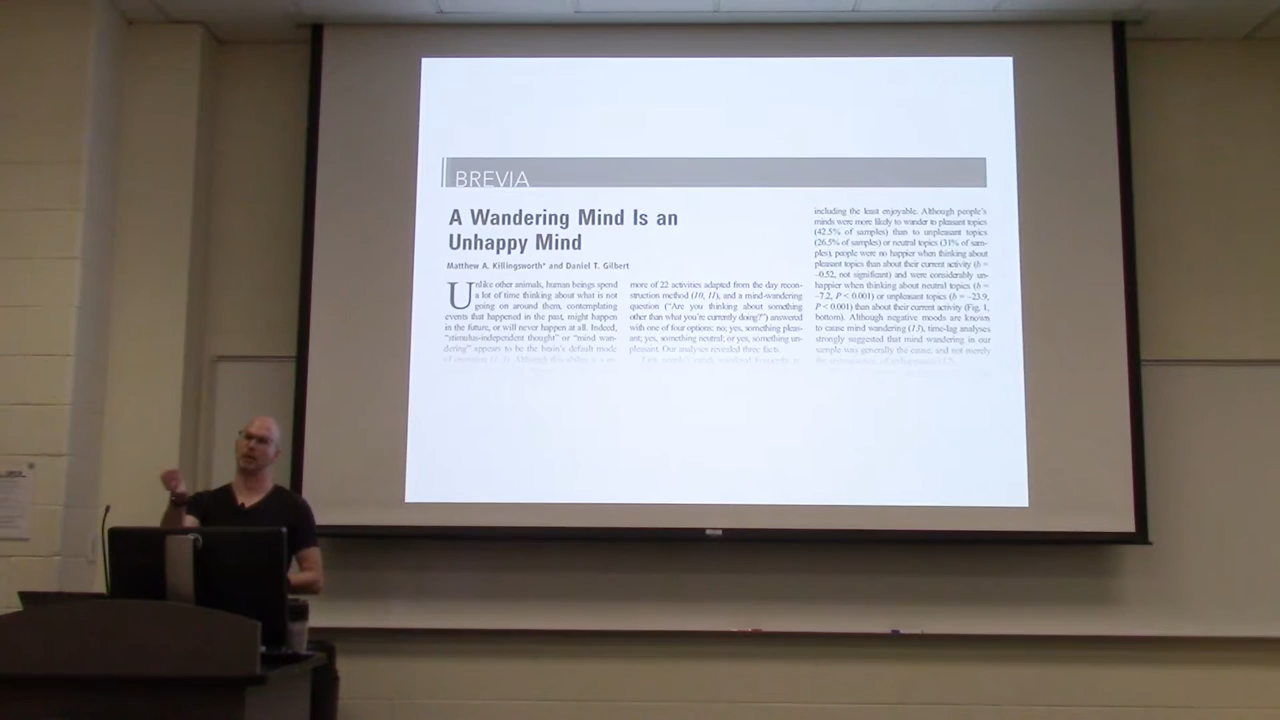 BREVIA
A Wandering Mind Is an
Unhappy Mind
Matthew A. Killingsworth* and Daniel T. Gilbert
Unlike other animals, human beings spend
a lot of time thinking about what is not
going on around them, contemplating
events that happened in the past, might happen
in the future, or will never happen at all. Indeed,
“stimulus-independent thought” or “mind wan-
dering” appears to be the brain’s default mode
of operation Although this ability is
more of 22 activities adapted from the day recon-
struction method (10, 11), and a mind-wandering
question (“Are you thinking about something
other than what you’re currently doing?”) answered
with one of four options: no; yes, something pleas-
ant; yes, something neutral; or yes, something un-
pleasant. Our analyses revealed three facts.
First, people’s minds wandered frequently,
including the least enjoyable. Although people’s
minds were more likely to wander to pleasant topics
(42.5% of samples) than to unpleasant topics
(26.5% of samples) or neutral topics (31% of sam-
ples), people were no happier when thinking about
pleasant topics than about their current activity (b =
–0.52, not significant) and were considerably un-
happier when thinking about neutral topics (b =
–7.2, P < 0.001) or unpleasant topics (b = –23.9,
P < 0.001) than about their current activity (Fig. 1,
bottom). Although negative moods are known
to cause mind wandering (13), time-lag analyses
strongly suggested that mind wandering in our
sample was generally the cause, and not merely